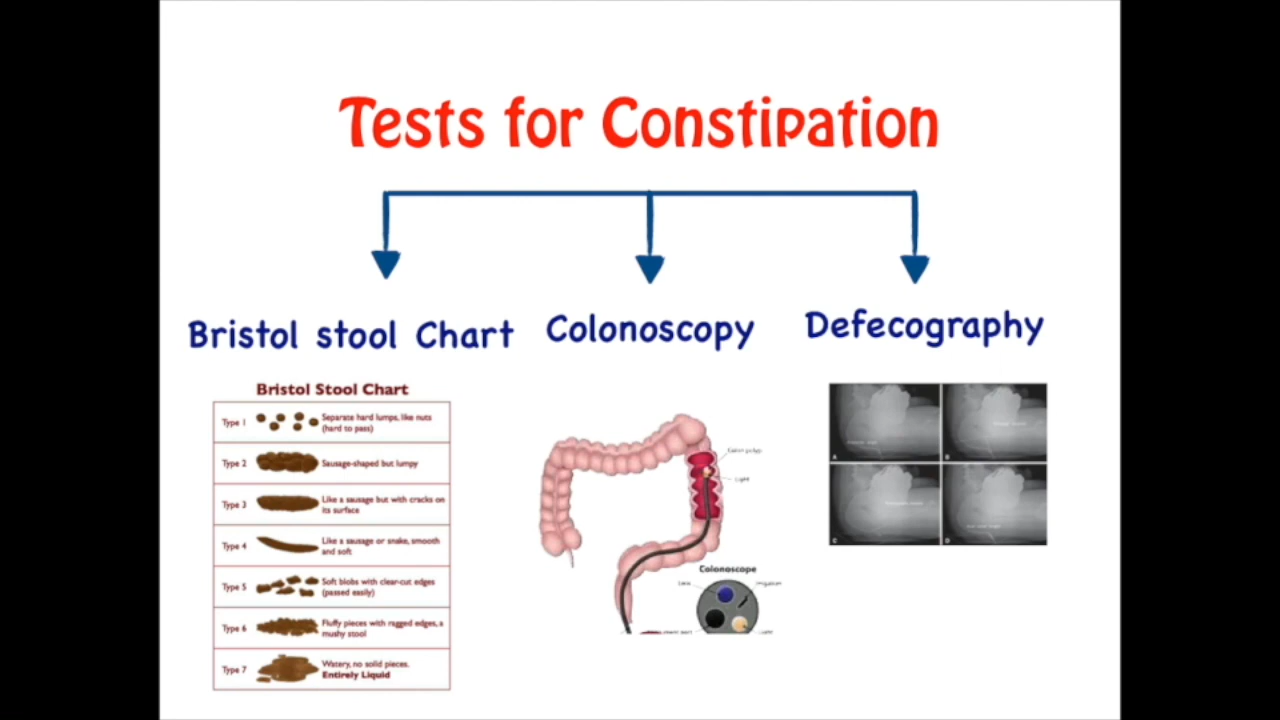 Tests for Constipation
Bristol stool Chart
Colonoscopy
Defecography
Bristol Stool Chart
Type 1
Separate hard lumps, like nuts
(hard to pass)
Type 2
Sausage-shaped but lumpy
Type 3
Like a sausage but with cracks on
its surface
Type 4
Like a sausage or snake, smooth
and soft
Type 5
Soft blobs with clear-cut edges
(passed easily)
Type 6
Fluffy pieces with ragged edges, a
mushy stool
Type 7
Watery, no solid pieces.
Entirely Liquid
Colon polyp
Light
Colonoscope
Lens
Irrigation
Light
A
B
C
D